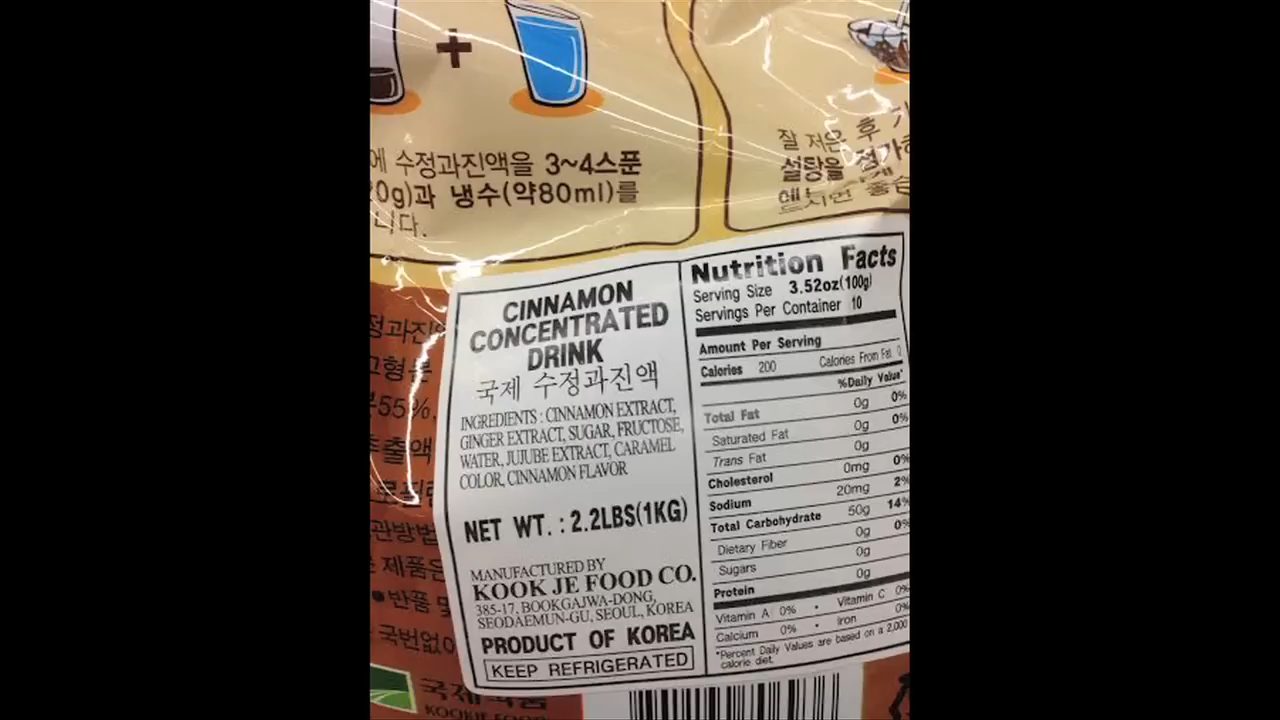 +
에 수정과진액을 3~4스푼
0g)과 냉수(약80ml)를
니다.
잘 저은 후 기
설탕을 첨가하
좋습
CINNAMON
CONCENTRATED
DRINK
국제 수정과진액
INGREDIENTS : CINNAMON EXTRACT,
GINGER EXTRACT, SUGAR, FRUCTOSE,
WATER, JUJUBE EXTRACT, CARAMEL
COLOR, CINNAMON FLAVOR
NET WT. : 2.2LBS(1KG)
MANUFACTURED BY
KOOK JE FOOD CO.
385-17, BOOKGAJWA-DONG,
SEODAEMUN-GU, SEOUL, KOREA
PRODUCT OF KOREA
KEEP REFRIGERATED
Nutrition Facts
Serving Size 3.52oz(100g)
Servings Per Container 10
Amount Per Serving
Calories 200 Calories From Fat 0
%Daily Value*
Total Fat 0g 0%
Saturated Fat 0g 0%
Trans Fat 0g
Cholesterol 0mg 0%
Sodium 20mg 2%
Total Carbohydrate 50g 14%
Dietary Fiber 0g 0%
Sugars 0g
Protein 0g
Vitamin A 0% • Vitamin C 0%
Calcium 0% • Iron 0%
*Percent Daily Values are based on a 2,000
calorie diet.
정과진
고형분
55%,
추출액
관방법
제품은
•반품 및
국번없이
국제식품
KOOKJE FOOD